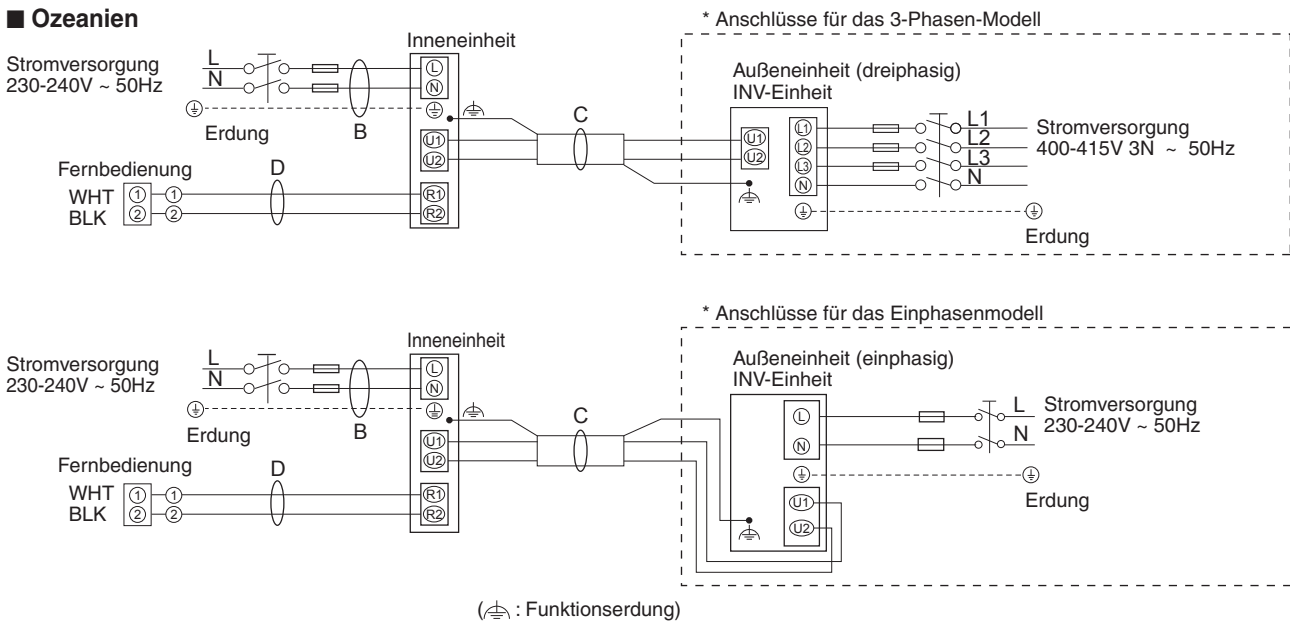 ■ Ozeanien
* Anschlüsse für das 3-Phasen-Modell
Inneneinheit
Stromversorgung
230-240V ~ 50Hz
L
N
Erdung
B
L
N
Fernbedienung
WHT
BLK
1
2
1
2
D
U1
U2
R1
R2
C
Außeneinheit (dreiphasig)
INV-Einheit
U1
U2
L1
L2
L3
N
L1
L2
L3
N
Stromversorgung
400-415V 3N ~ 50Hz
Erdung
* Anschlüsse für das Einphasenmodell
Inneneinheit
Stromversorgung
230-240V ~ 50Hz
L
N
Erdung
B
L
N
Fernbedienung
WHT
BLK
1
2
1
2
D
U1
U2
R1
R2
C
Außeneinheit (einphasig)
INV-Einheit
L
N
U1
U2
L
N
Stromversorgung
230-240V ~ 50Hz
Erdung
( : Funktionserdung)